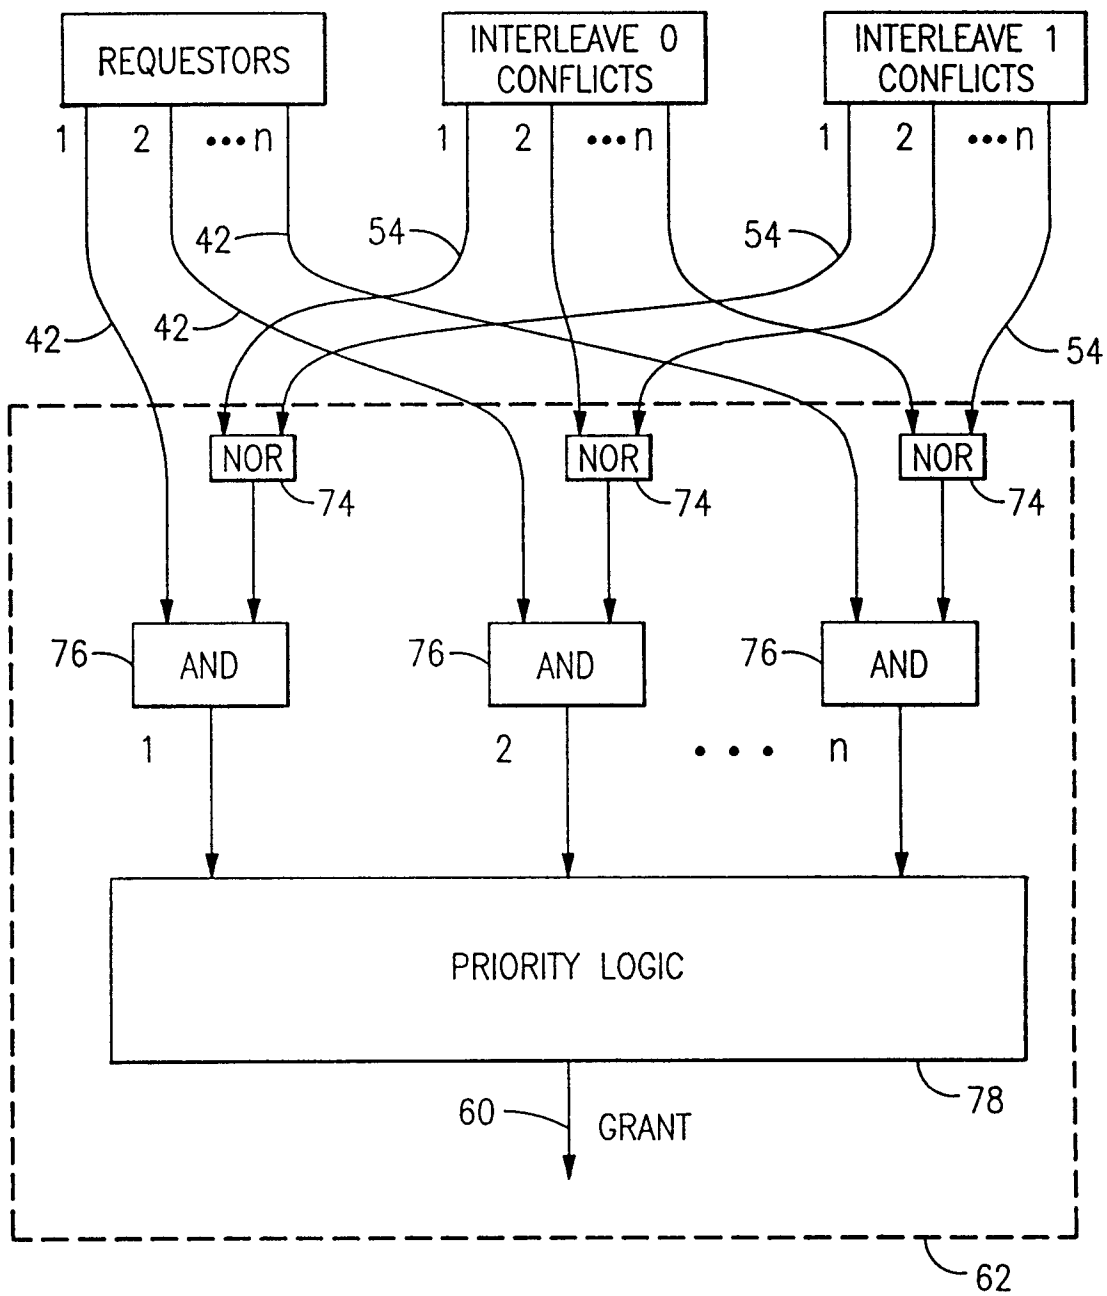 REQUESTORS
INTERLEAVE 0
CONFLICTS
INTERLEAVE 1
CONFLICTS
1 2 •••n
1 2 •••n
1 2 •••n
42
54
54
42
42
54
NOR
NOR
NOR
74
74
74
76
AND
76
AND
76
AND
1
2
• • •
n
PRIORITY LOGIC
78
60
GRANT
62